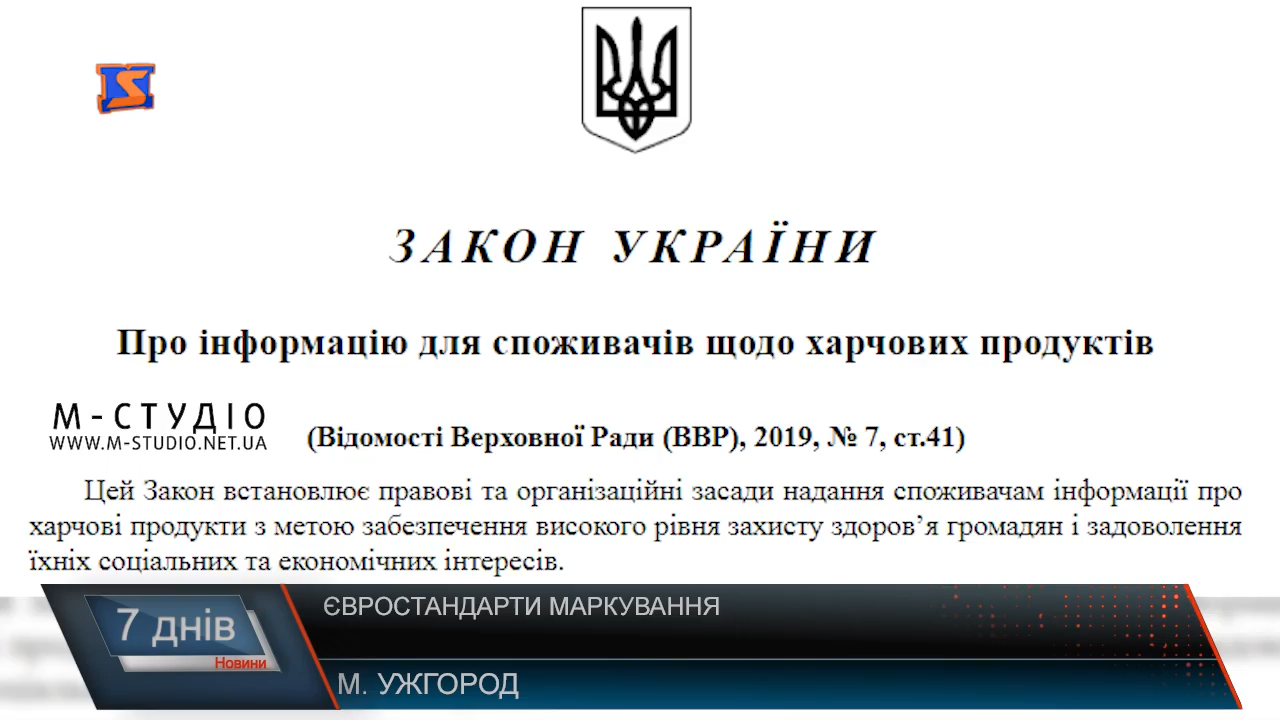 ЗАКОН УКРАЇНИ
Про інформацію для споживачів щодо харчових продуктів
М-СТУДІО
WWW.M-STUDIO.NET.UA
(Відомості Верховної Ради (ВВР), 2019, № 7, ст.41)
Цей Закон встановлює правові та організаційні засади надання споживачам інформації про
харчові продукти з метою забезпечення високого рівня захисту здоров’я громадян і задоволення
їхніх соціальних та економічних інтересів.
7 днів
Новини
ЄВРОСТАНДАРТИ МАРКУВАННЯ
М. УЖГОРОД